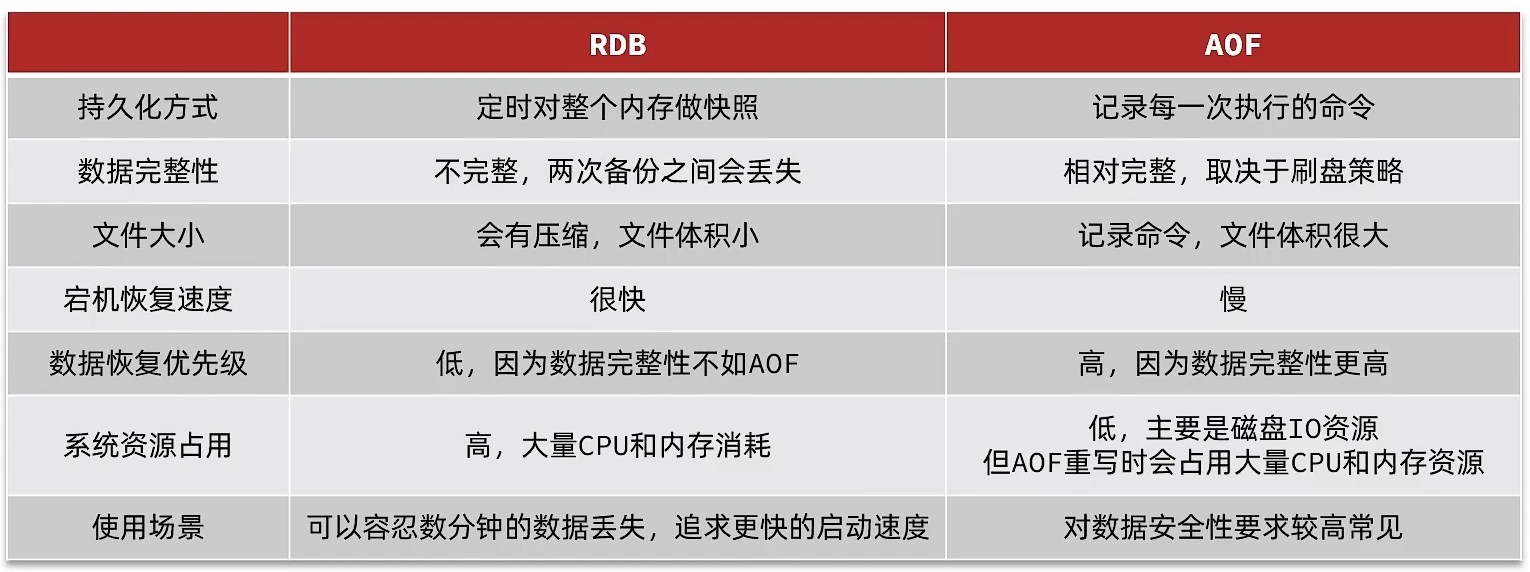 RDB AOF
持久化方式 定时对整个内存做快照 记录每一次执行的命令
数据完整性 不完整，两次备份之间会丢失 相对完整，取决于刷盘策略
文件大小 会有压缩，文件体积小 记录命令，文件体积很大
宕机恢复速度 很快 慢
数据恢复优先级 低，因为数据完整性不如AOF 高，因为数据完整性更高
系统资源占用 高，大量CPU和内存消耗 低，主要是磁盘IO资源
但AOF重写时会占用大量CPU和内存资源
使用场景 可以容忍数分钟的数据丢失，追求更快的启动速度 对数据安全性要求较高常见